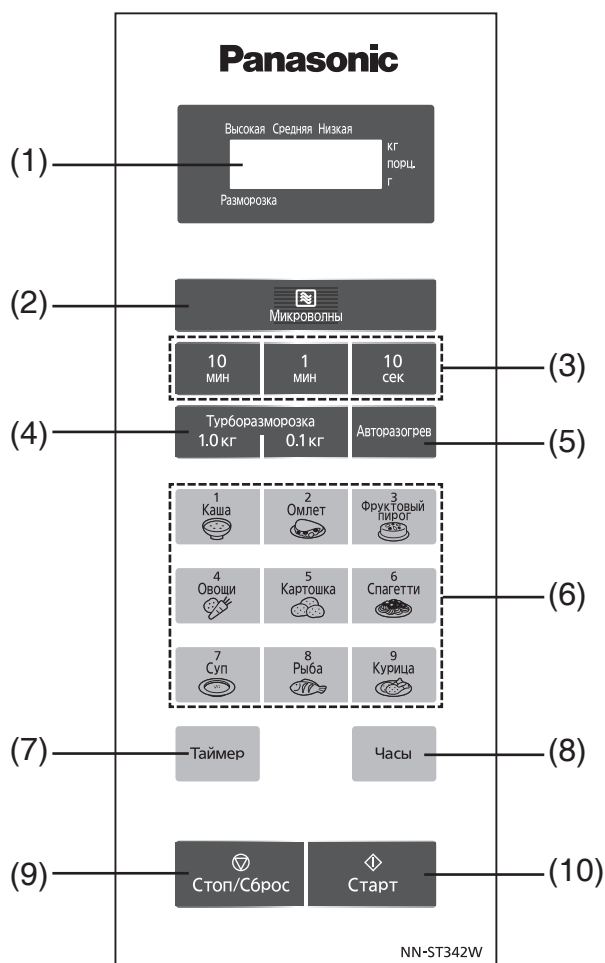 Panasonic
Высокая Средняя Низкая
кг
(1)
порц.
г
Разморозка
(2)
Микроволны
10 мин
1 мин
10 сек
(3)
(4)
Турборазморозка
1.0 кг 0.1 кг
Авторазогрев
(5)
1
Каша
2
Омлет
3
Фруктовый
пирог
4
Овощи
5
Картошка
6
Спагетти
(6)
7
Суп
8
Рыба
9
Курица
(7)
Таймер
Часы
(8)
(9)
Стоп/Сброс
Старт
(10)
NN-ST342W